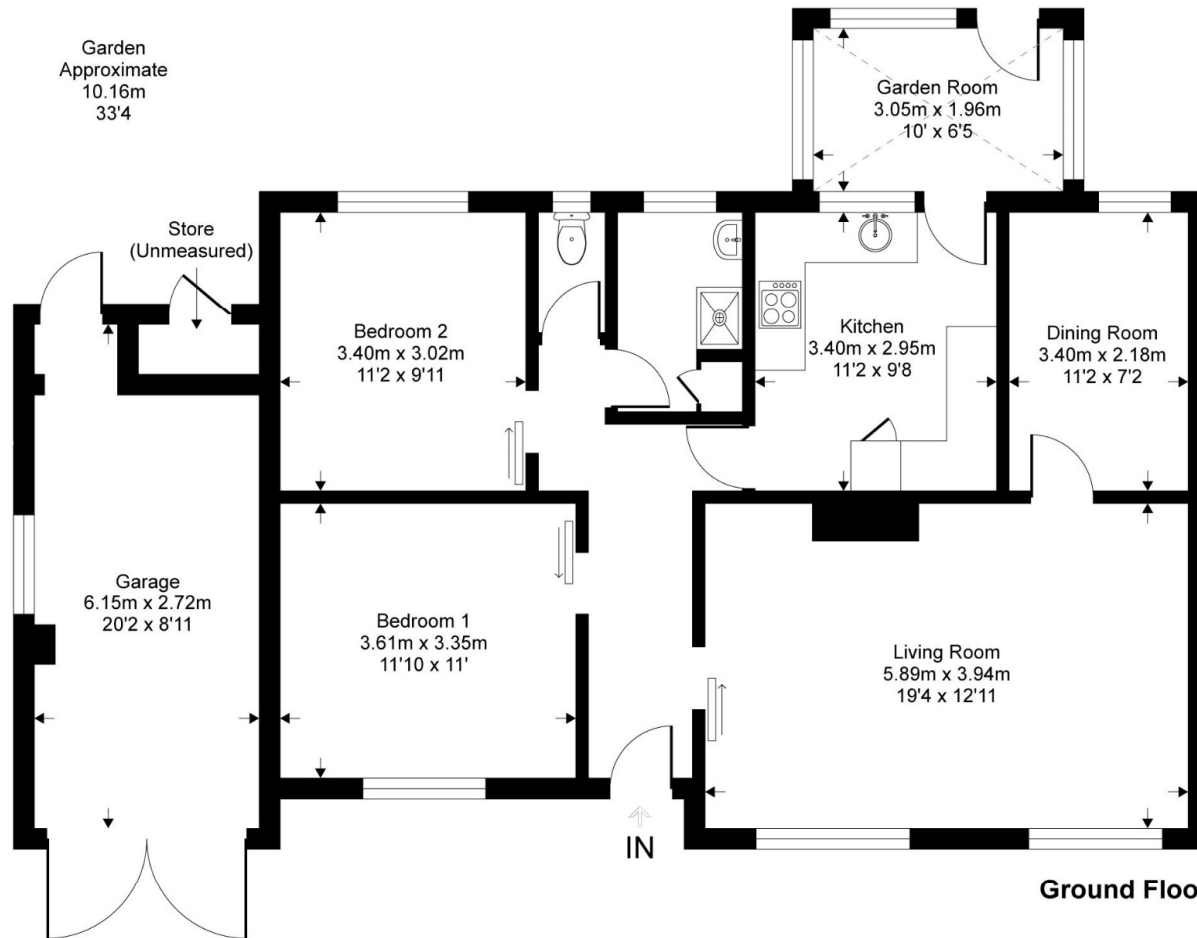 Garden
Approximate
10.16m
33'4
Garden Room
3.05m x 1.96m
10' x 6'5
Store
(Unmeasured)
Bedroom 2
3.40m x 3.02m
11'2 x 9'11
Kitchen
3.40m x 2.95m
11'2 x 9'8
Dining Room
3.40m x 2.18m
11'2 x 7'2
Garage
6.15m x 2.72m
20'2 x 8'11
Bedroom 1
3.61m x 3.35m
11'10 x 11'
Living Room
5.89m x 3.94m
19'4 x 12'11
IN
Ground Floo